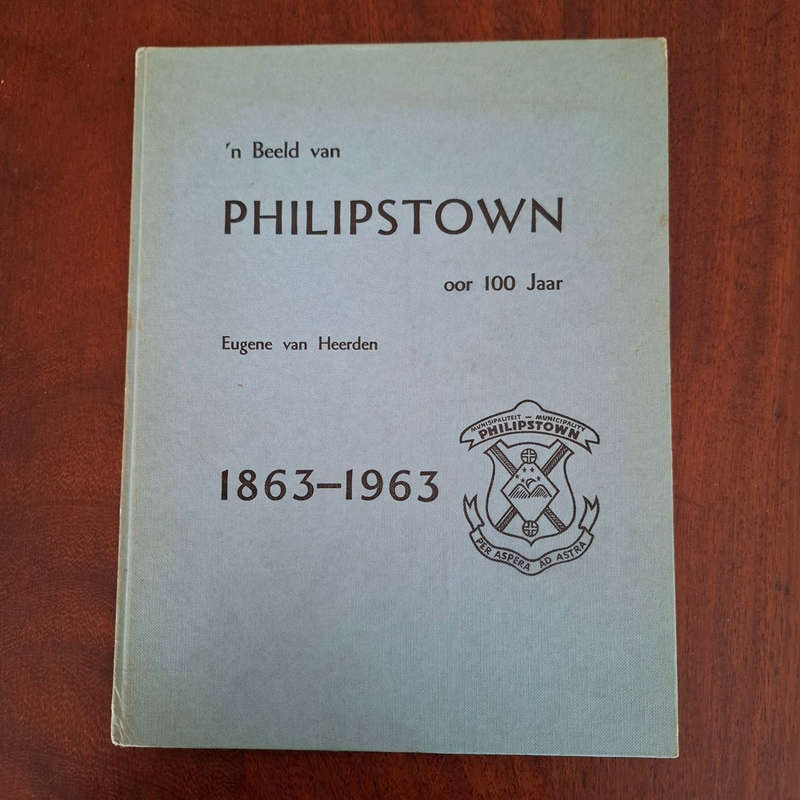 'n Beeld van
PHILIPSTOWN
oor 100 Jaar
Eugene van Heerden
1863–1963
MUNISIPALITEIT – MUNICIPALITY
PHILIPSTOWN
PER ASPERA AD ASTRA